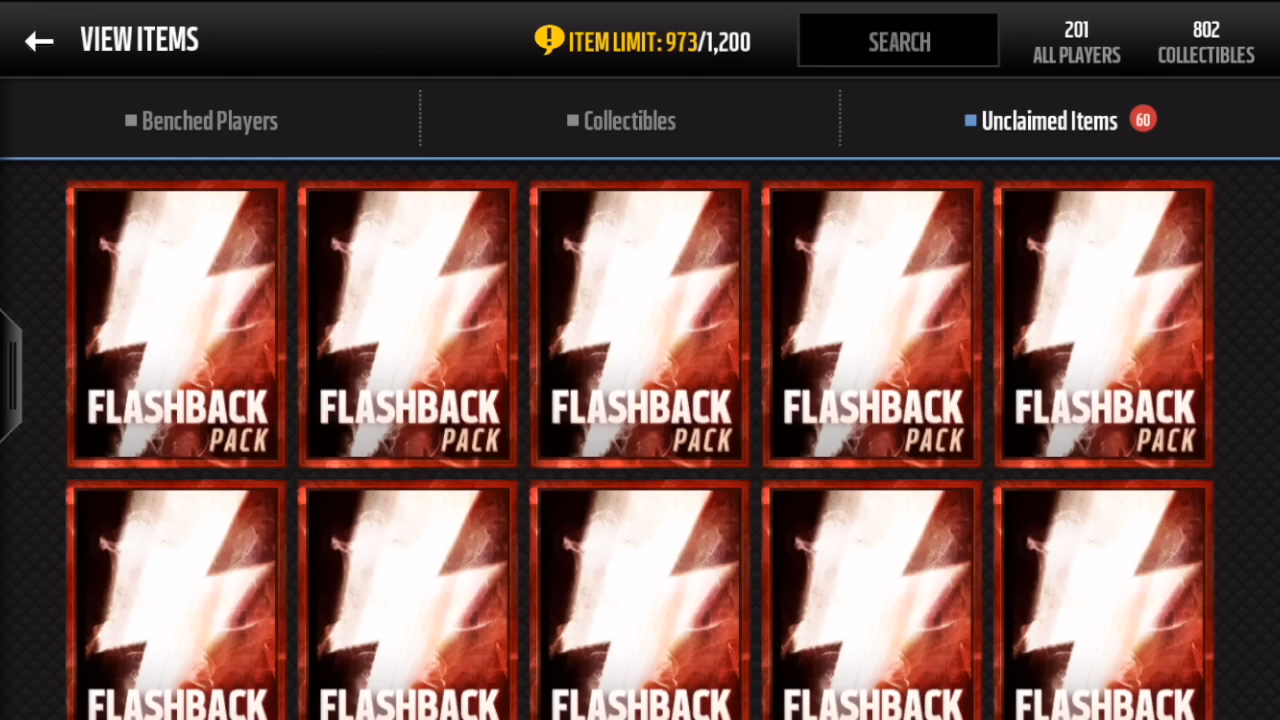 VIEW ITEMS
ITEM LIMIT: 973/1,200
SEARCH
201
ALL PLAYERS
802
COLLECTIBLES
Benched Players
Collectibles
Unclaimed Items 60
FLASHBACK
PACK
FLASHBACK
PACK
FLASHBACK
PACK
FLASHBACK
PACK
FLASHBACK
PACK
FLASHBACK
FLASHBACK
FLASHBACK
FLASHBACK
FLASHBACK